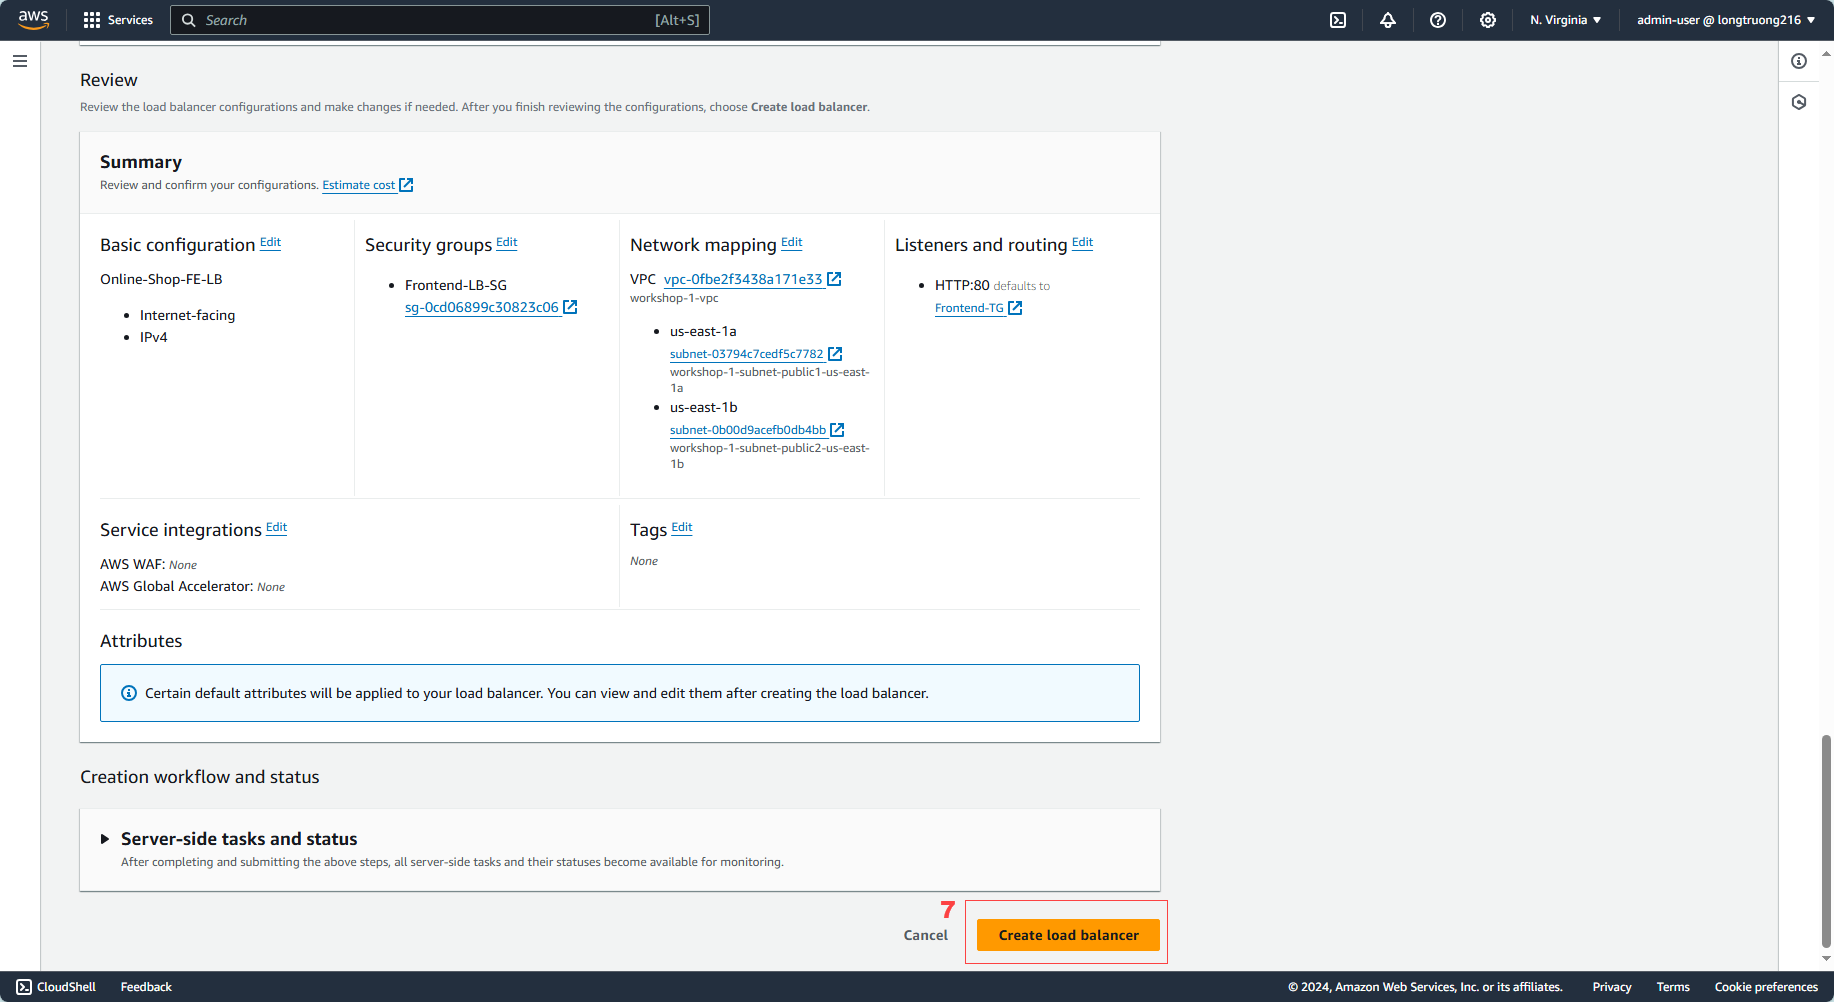 aws
Services
Search [Alt+S]
N. Virginia ▼
admin-user @ longtruong216 ▼
Review
Review the load balancer configurations and make changes if needed. After you finish reviewing the configurations, choose Create load balancer.
Summary
Review and confirm your configurations. Estimate cost
Basic configuration Edit
Online-Shop-FE-LB
• Internet-facing
• IPv4
Security groups Edit
• Frontend-LB-SG
sg-0cd06899c30823c06
Network mapping Edit
VPC vpc-0fbe2f3438a171e33
workshop-1-vpc
• us-east-1a
subnet-03794c7cedf5c7782
workshop-1-subnet-public1-us-east-
1a
• us-east-1b
subnet-0b00d9acefb0db4bb
workshop-1-subnet-public2-us-east-
1b
Listeners and routing Edit
• HTTP:80 defaults to
Frontend-TG
Service integrations Edit
AWS WAF: None
AWS Global Accelerator: None
Tags Edit
None
Attributes
Certain default attributes will be applied to your load balancer. You can view and edit them after creating the load balancer.
Creation workflow and status
Server-side tasks and status
After completing and submitting the above steps, all server-side tasks and their statuses become available for monitoring.
7
Cancel
Create load balancer
CloudShell
Feedback
© 2024, Amazon Web Services, Inc. or its affiliates.
Privacy
Terms
Cookie preferences